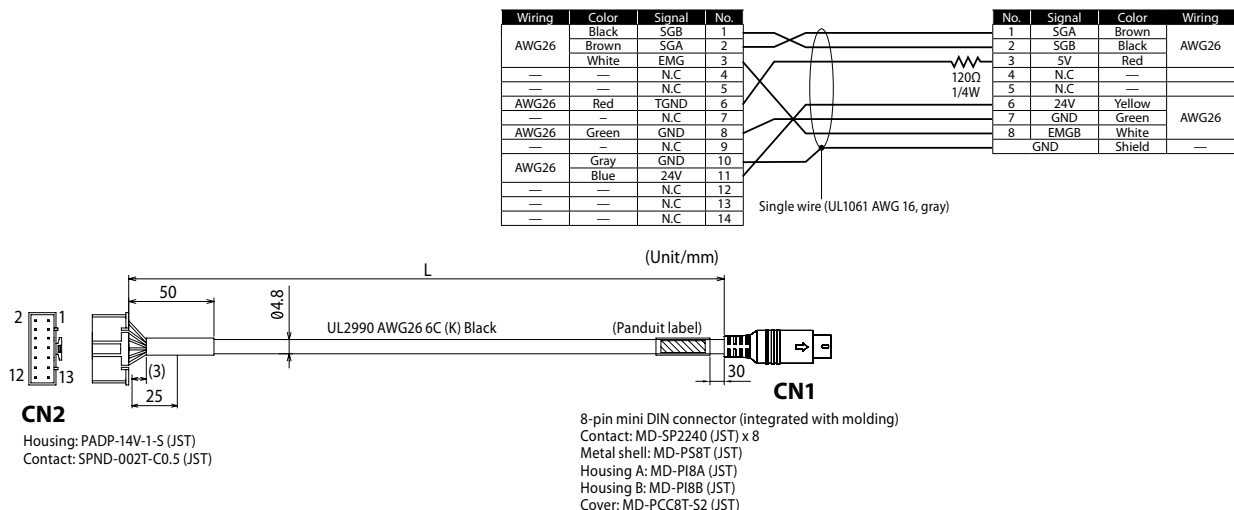 Wiring Color Signal No.
AWG26 Black SGB 1
Brown SGA 2
White EMG 3
— — N.C 4
— — N.C 5
AWG26 Red TGND 6
— – N.C 7
AWG26 Green GND 8
— – N.C 9
AWG26 Gray GND 10
Blue 24V 11
— — N.C 12
— — N.C 13
— — N.C 14
120Ω
1/4W
No. Signal Color Wiring
1 SGA Brown AWG26
2 SGB Black
3 5V Red
4 N.C —
5 N.C —
6 24V Yellow AWG26
7 GND Green
8 EMGB White
GND Shield —
Single wire (UL1061 AWG 16, gray)
(Unit/mm)
L
50
Ø4.8
UL2990 AWG26 6C (K) Black
(Panduit label)
2 1
12 13
(3)
25
30
CN2
Housing: PADP-14V-1-S (JST)
Contact: SPND-002T-C0.5 (JST)
CN1
8-pin mini DIN connector (integrated with molding)
Contact: MD-SP2240 (JST) x 8
Metal shell: MD-PS8T (JST)
Housing A: MD-PI8A (JST)
Housing B: MD-PI8B (JST)
Cover: MD-PCC8T-S2 (JST)